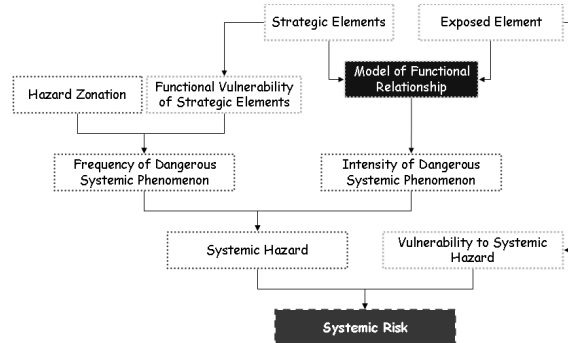 Strategic Elements
Exposed Element
Hazard Zonation
Functional Vulnerability
of Strategic Elements
Model of Functional
Relationship
Frequency of Dangerous
Systemic Phenomenon
Intensity of Dangerous
Systemic Phenomenon
Systemic Hazard
Vulnerability to Systemic
Hazard
Systemic Risk